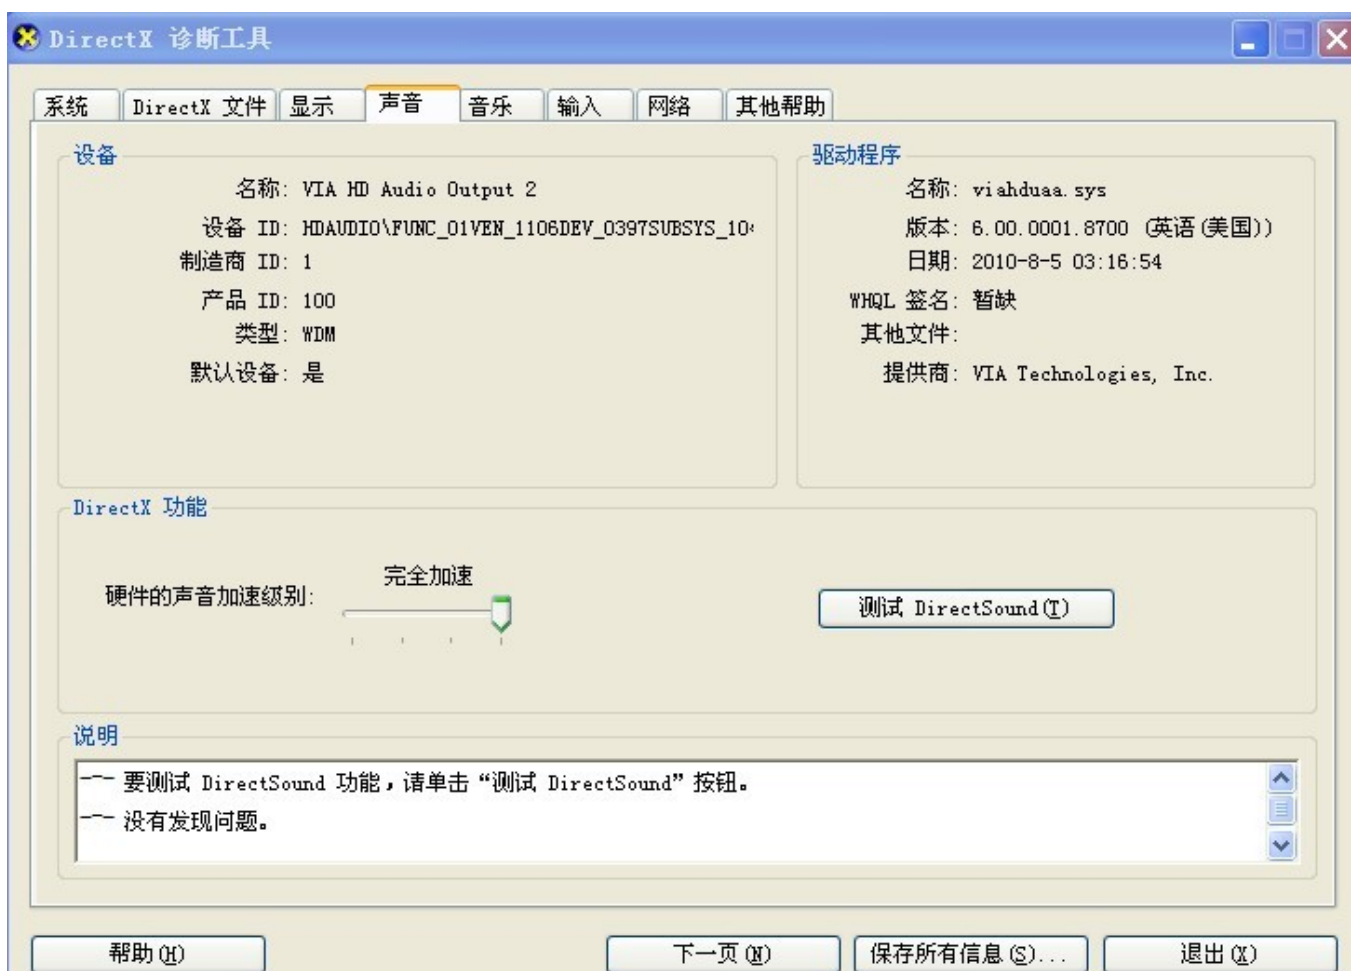 DirectX 诊断工具
系统 DirectX 文件 显示 声音 音乐 输入 网络 其他帮助
设备
名称: VIA HD Audio Output 2
设备 ID: HDAUDIO\FUNC_01VEN_1106DEV_0397SUBSYS_10
制造商 ID: 1
产品 ID: 100
类型: WDM
默认设备: 是
驱动程序
名称: viahduaa.sys
版本: 6.00.0001.8700 (英语(美国))
日期: 2010-8-5 03:16:54
WHQL 签名: 暂缺
其他文件:
提供商: VIA Technologies, Inc.
DirectX 功能
硬件的声音加速级别:
完全加速
测试 DirectSound(T)
说明
要测试 DirectSound 功能，请单击“测试 DirectSound”按钮。
没有发现问题。
帮助(H) 下一页(N) 保存所有信息(S)... 退出(X)